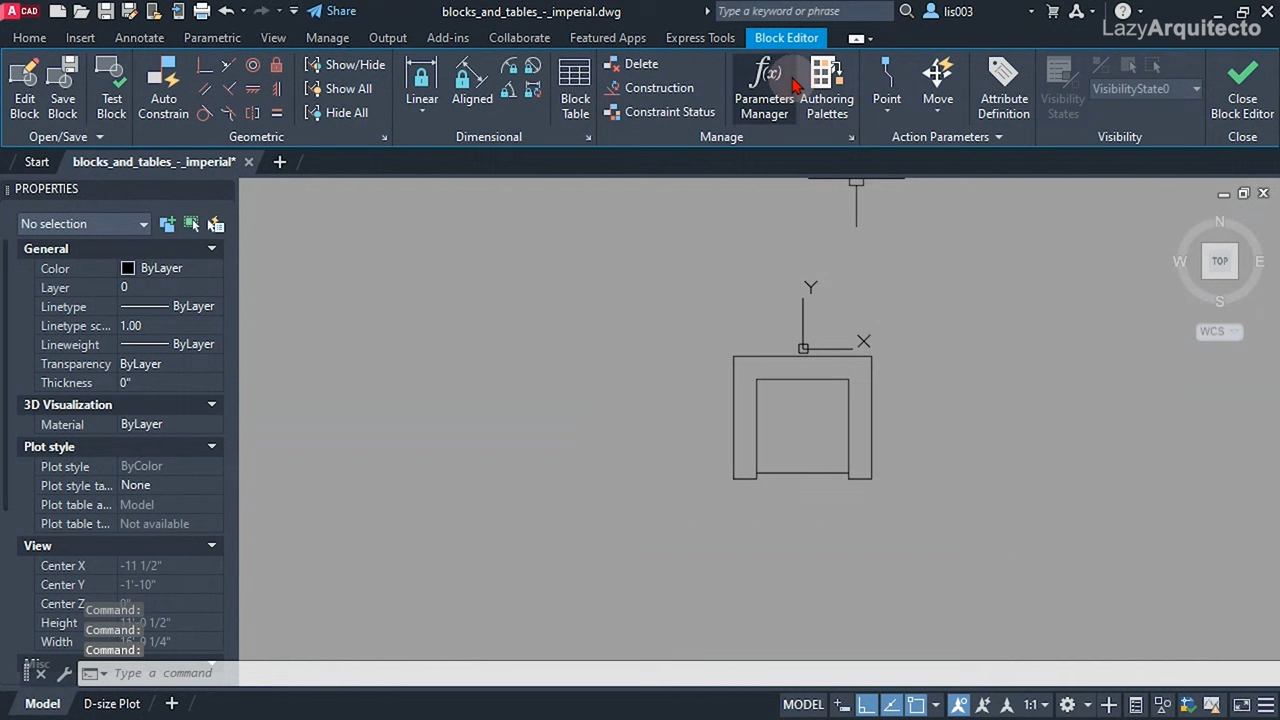 CAD
Share
blocks_and_tables_-_imperial.dwg
Type a keyword or phrase
lis003
LazyArquitecto
Home Insert Annotate Parametric View Manage Output Add-ins Collaborate Featured Apps Express Tools Block Editor
Edit Block
Save Block
Test Block
Open/Save
Auto Constrain
Show/Hide
Show All
Hide All
Geometric
Linear
Aligned
Dimensional
Block Table
Delete
Construction
Constraint Status
f(x)
Parameters Manager
Authoring Palettes
Manage
Point
Move
Action Parameters
Attribute Definition
Visibility States
VisibilityState0
Visibility
Close Block Editor
Close
Start
blocks_and_tables_-_imperial*
PROPERTIES
No selection
General
Color ByLayer
Layer 0
Linetype ByLayer
Linetype sc... 1.00
Lineweight ByLayer
Transparency ByLayer
Thickness 0"
3D Visualization
Material ByLayer
Plot style
Plot style ByColor
Plot style ta... None
Plot table a... Model
Plot table t... Not available
View
Center X -11 1/2"
Center Y -1'-10"
Center Z 0"
Height
Width
Misc
Command:
Command:
Command:
Type a command
Y
X
N
W
TOP
E
S
WCS
Model
D-size Plot
MODEL
1:1